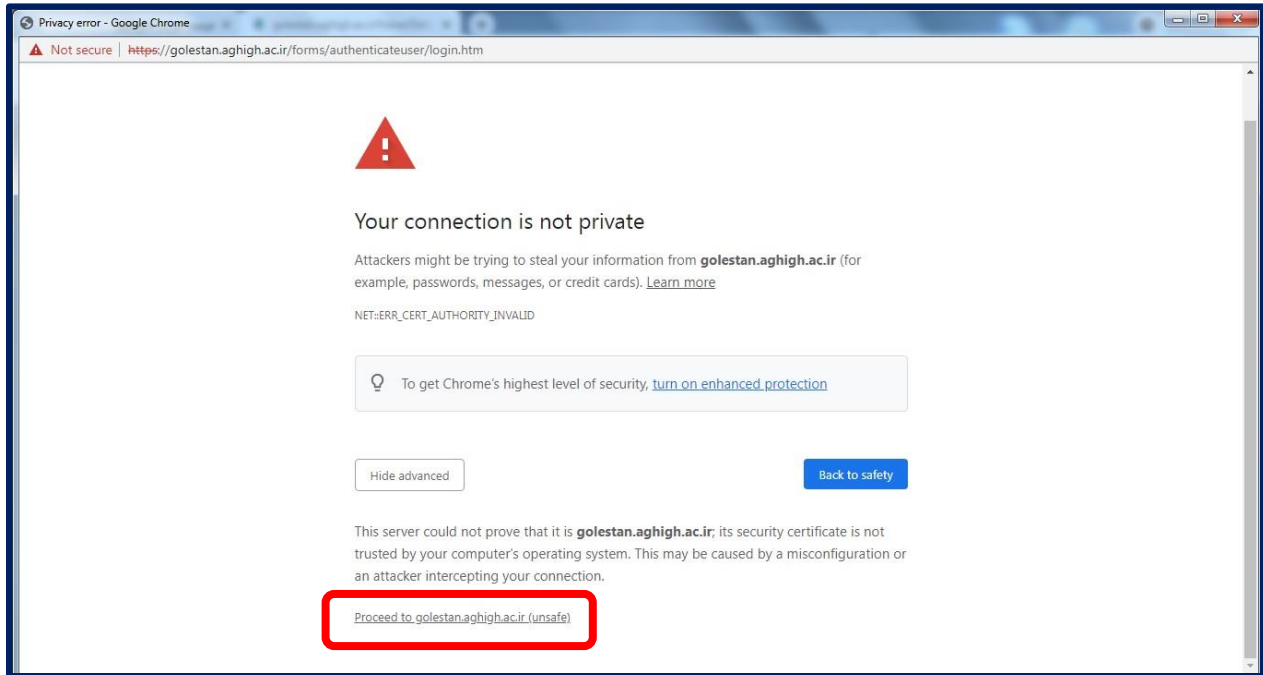 Privacy error - Google Chrome
Not secure | https://golestan.aghigh.ac.ir/forms/authenticateuser/login.htm
Your connection is not private
Attackers might be trying to steal your information from golestan.aghigh.ac.ir (for
example, passwords, messages, or credit cards). Learn more
NET::ERR_CERT_AUTHORITY_INVALID
To get Chrome's highest level of security, turn on enhanced protection
Hide advanced
Back to safety
This server could not prove that it is golestan.aghigh.ac.ir; its security certificate is not
trusted by your computer's operating system. This may be caused by a misconfiguration or
an attacker intercepting your connection.
Proceed to golestan.aghigh.ac.ir (unsafe)